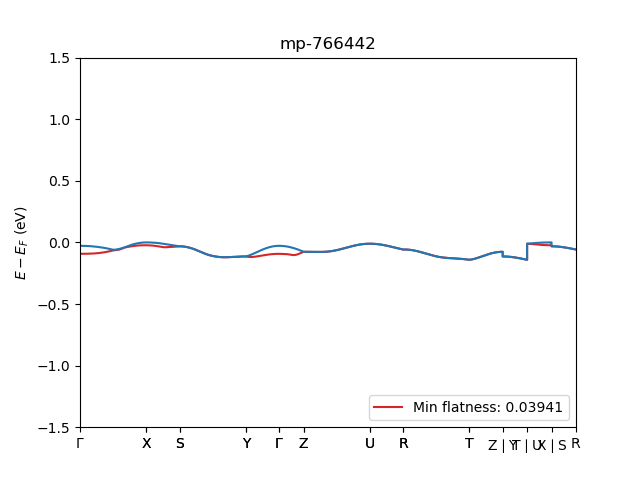 mp-766442
E − E_F (eV)
1.5
1.0
0.5
0.0
−0.5
−1.0
−1.5
Min flatness: 0.03941
Γ X S Y Γ Z U R T Z | Y T | U X | S R